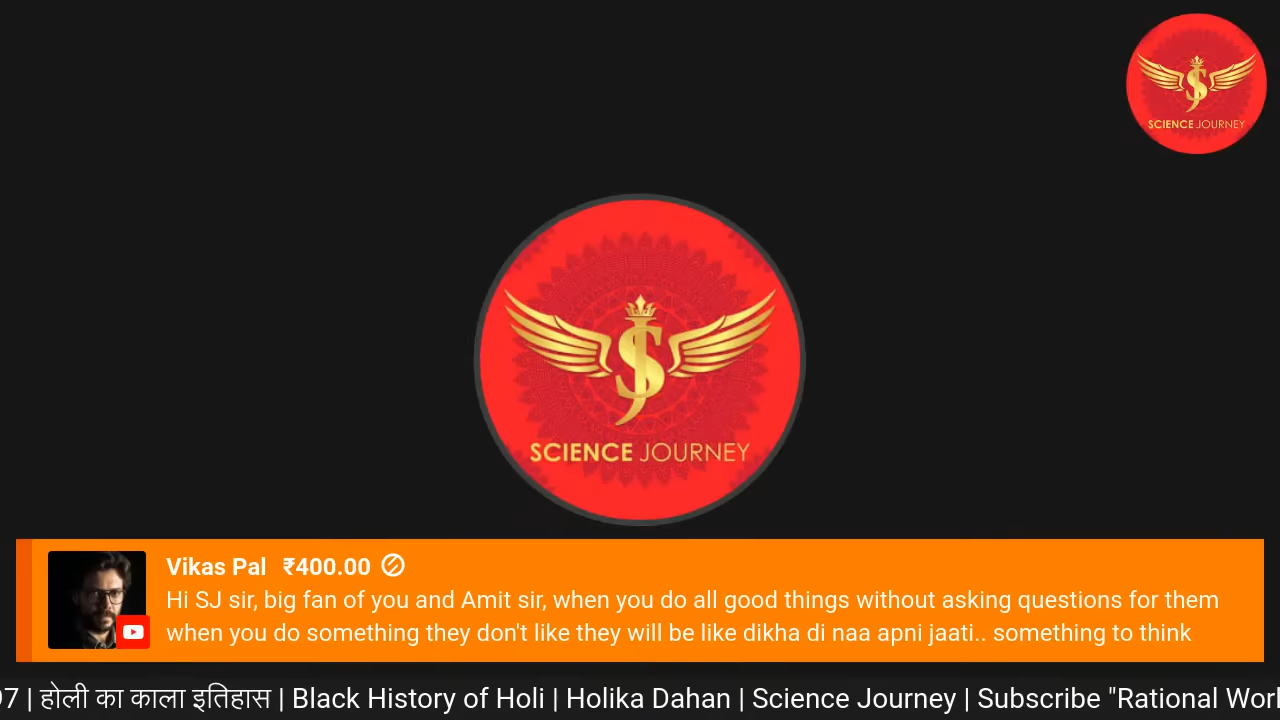 SCIENCE JOURNEY
SCIENCE JOURNEY
Vikas Pal ₹400.00
Hi SJ sir, big fan of you and Amit sir, when you do all good things without asking questions for them
when you do something they don't like they will be like dikha di naa apni jaati.. something to think
7 | होली का काला इतिहास | Black History of Holi | Holika Dahan | Science Journey | Subscribe "Rational